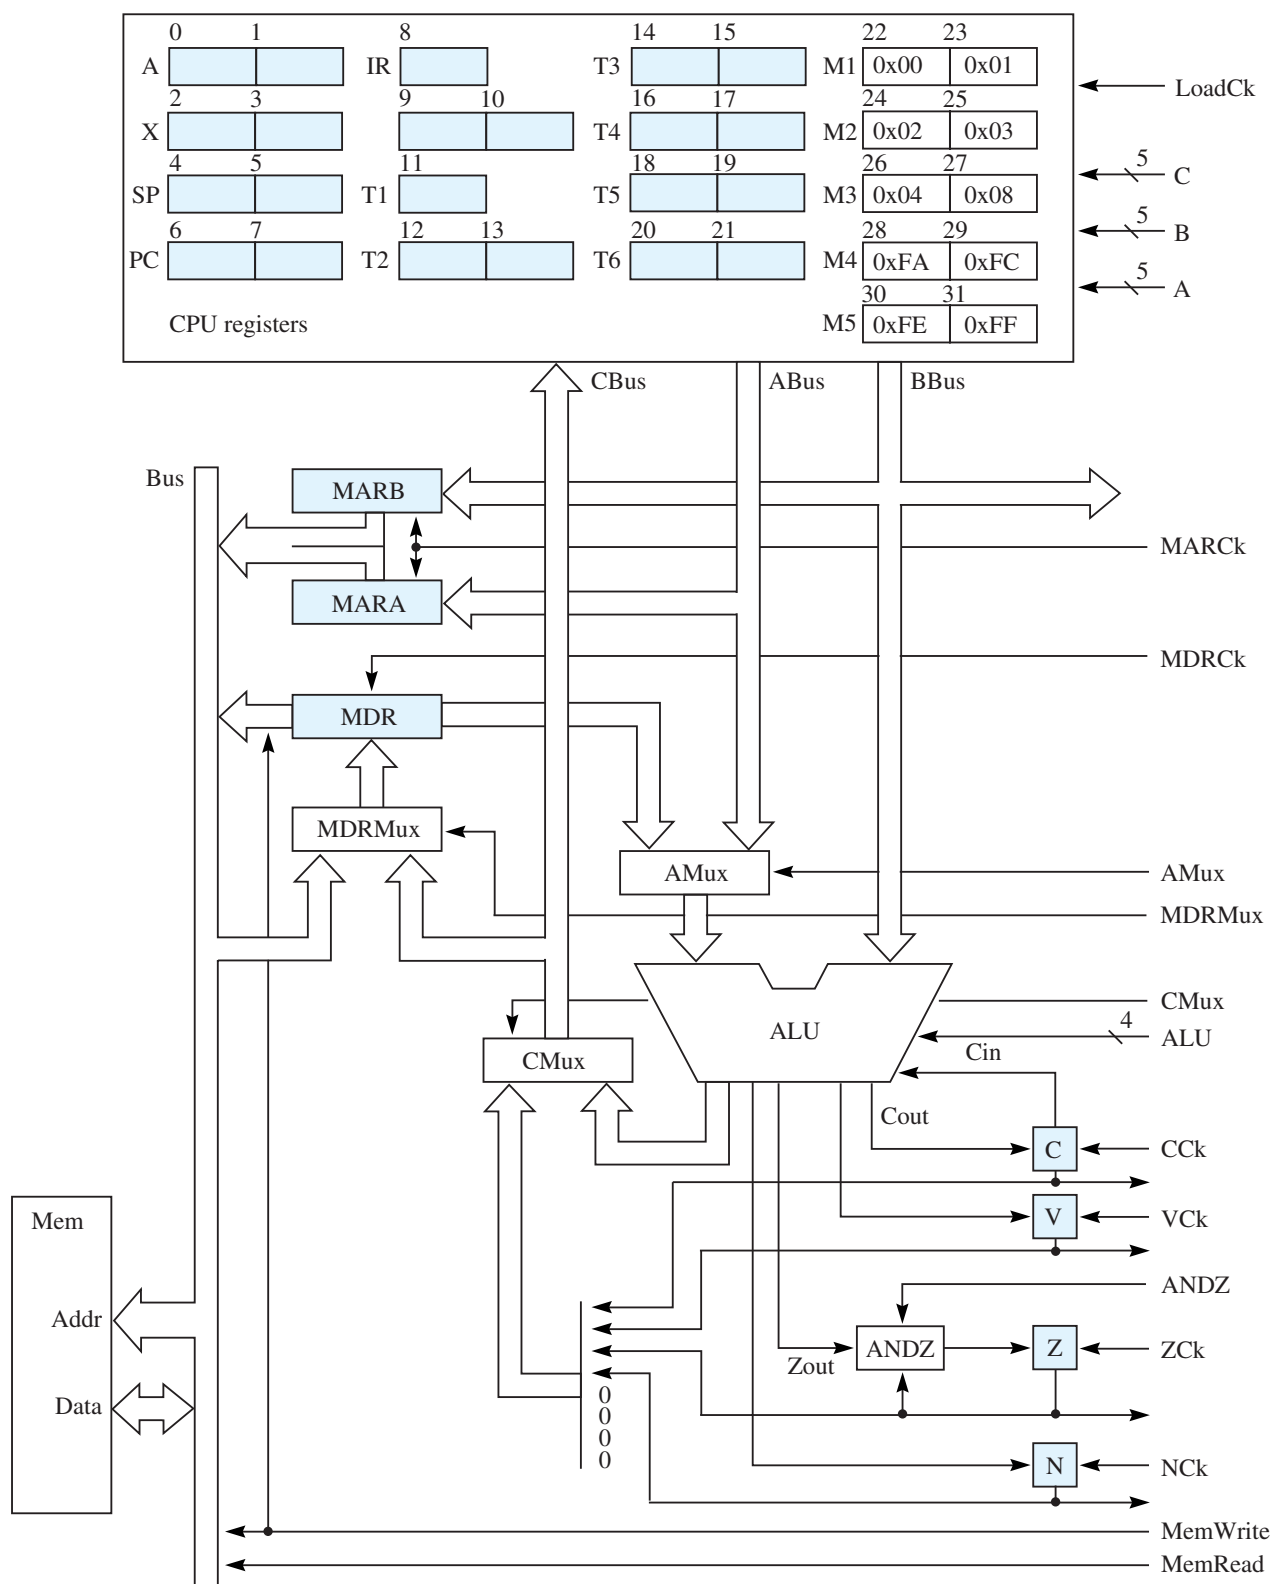 0 1 8 14 15 22 23
A IR T3 M1 0x00 0x01
LoadCk
2 3 9 10 16 17 24 25
X T4 M2 0x02 0x03
4 5 11 18 19 26 27
SP T1 T5 M3 0x04 0x08
5
C
6 7 12 13 20 21 28 29
5
B
PC T2 T6 M4 0xFA 0xFC
5
A
30 31
CPU registers M5 0xFE 0xFF
CBus ABus BBus
Bus
MARB
MARCk
MARA
MDRCk
MDR
MDRMux
AMux AMux
MDRMux
CMux
4
ALU ALU
Cin
CMux
Cout
C CCk
Mem
V VCk
ANDZ
Addr
ANDZ Z ZCk
Zout
Data
0
0
0
0
N NCk
MemWrite
MemRead